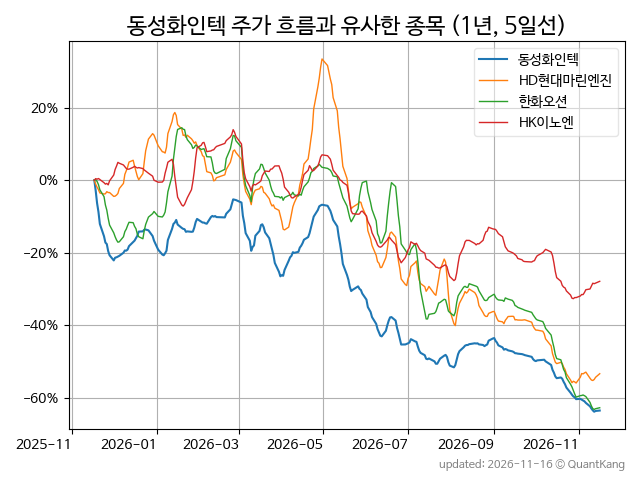 동성화인텍 주가 흐름과 유사한 종목 (1년, 5일선)
동성화인텍
HD현대마린엔진
한화오션
HK이노엔
20%
0%
−20%
−40%
−60%
2025-11 2026-01 2026-03 2026-05 2026-07 2026-09 2026-11
updated: 2026-11-16 © QuantKang